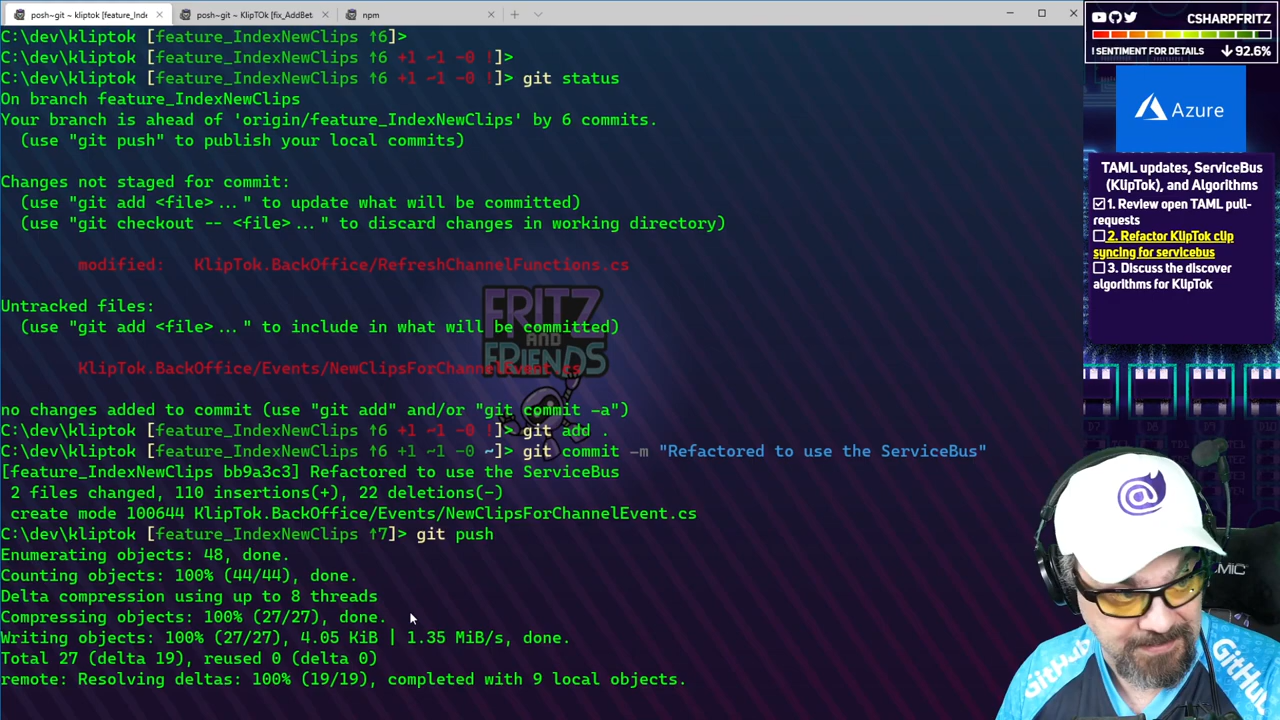 posh~git ~ kliptok [feature_Inde
posh~git ~ KlipTOk [fix_AddBet
npm
C:\dev\kliptok [feature_IndexNewClips ↑6]>
C:\dev\kliptok [feature_IndexNewClips ↑6 +1 ~1 -0 !]>
C:\dev\kliptok [feature_IndexNewClips ↑6 +1 ~1 -0 !]> git status
On branch feature_IndexNewClips
Your branch is ahead of 'origin/feature_IndexNewClips' by 6 commits.
(use "git push" to publish your local commits)
Changes not staged for commit:
(use "git add <file>..." to update what will be committed)
(use "git checkout -- <file>..." to discard changes in working directory)
modified: KlipTok.BackOffice/RefreshChannelFunctions.cs
Untracked files:
(use "git add <file>..." to include in what will be committed)
KlipTok.BackOffice/Events/NewClipsForChannelEvent.cs
no changes added to commit (use "git add" and/or "git commit -a")
C:\dev\kliptok [feature_IndexNewClips ↑6 +1 ~1 -0 !]> git add .
C:\dev\kliptok [feature_IndexNewClips ↑6 +1 ~1 -0 ~]> git commit -m "Refactored to use the ServiceBus"
[feature_IndexNewClips bb9a3c3] Refactored to use the ServiceBus
2 files changed, 110 insertions(+), 22 deletions(-)
create mode 100644 KlipTok.BackOffice/Events/NewClipsForChannelEvent.cs
C:\dev\kliptok [feature_IndexNewClips ↑7]> git push
Enumerating objects: 48, done.
Counting objects: 100% (44/44), done.
Delta compression using up to 8 threads
Compressing objects: 100% (27/27), done.
Writing objects: 100% (27/27), 4.05 KiB | 1.35 MiB/s, done.
Total 27 (delta 19), reused 0 (delta 0)
remote: Resolving deltas: 100% (19/19), completed with 9 local objects.
FRITZ
AND
FRIENDS
CSHARPFRITZ
! SENTIMENT FOR DETAILS ↓ 92.6%
Azure
TAML updates, ServiceBus
(KlipTok), and Algorithms
1. Review open TAML pull-
requests
2. Refactor KlipTok clip
syncing for servicebus
3. Discuss the discover
algorithms for KlipTok
GitHub
GitHub